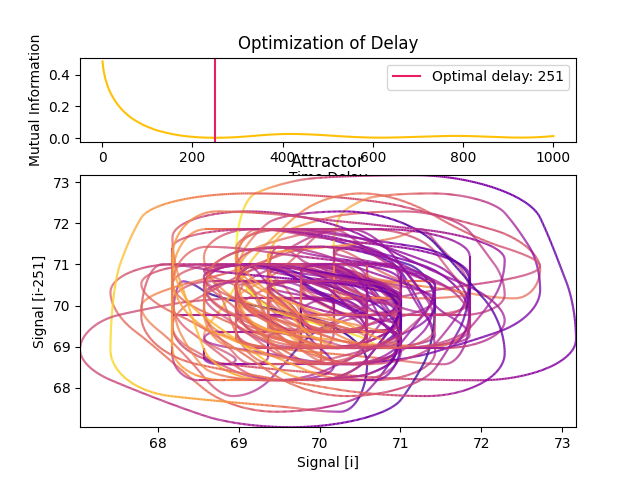 Optimization of Delay
Mutual Information
0.4
0.2
0.0
Optimal delay: 251
0 200 400 600 800 1000
Time Delay
Attractor
Signal [i-251]
73
72
71
70
69
68
68 69 70 71 72 73
Signal [i]